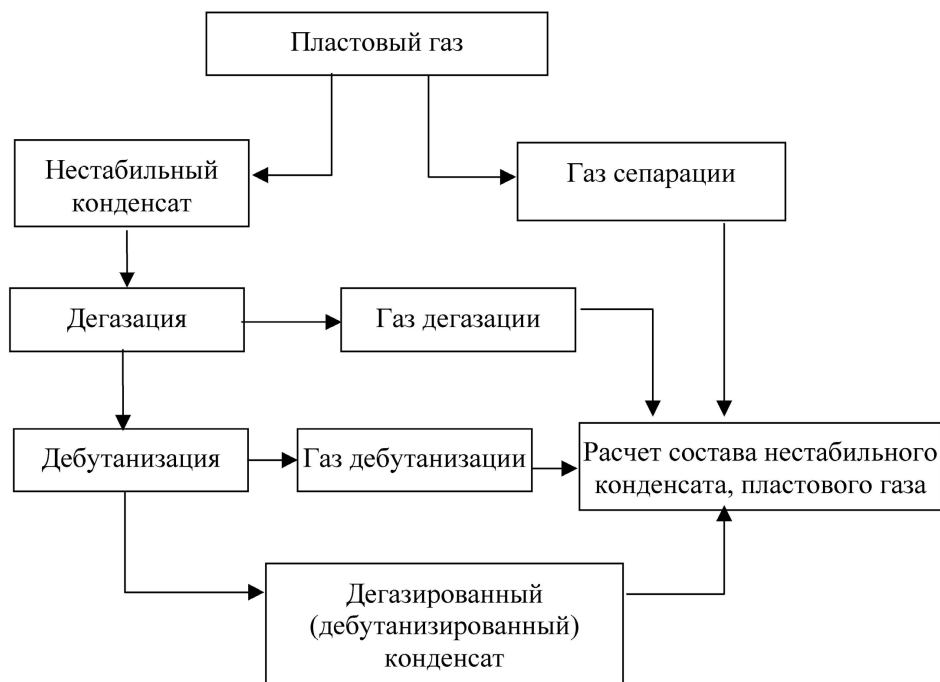 Пластовый газ
Нестабильный
конденсат
Газ сепарации
Дегазация
Газ дегазации
Дебутанизация
Газ дебутанизации
Расчет состава нестабильного
конденсата, пластового газа
Дегазированный
(дебутанизированный)
конденсат